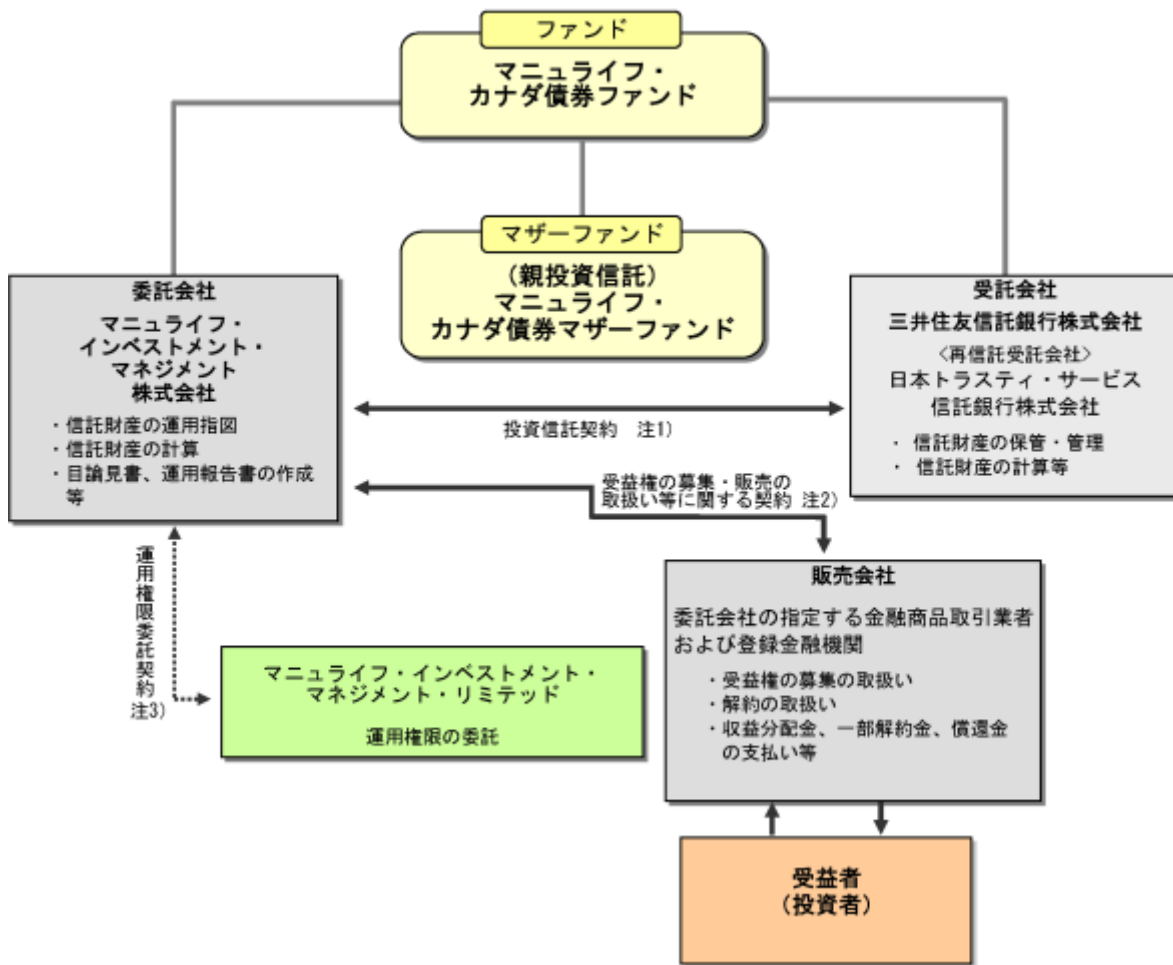 ファンド
マニュライフ・
カナダ債券ファンド
マザーファンド
（親投資信託）
マニュライフ・
カナダ債券マザーファンド
委託会社
マニュライフ・
インベストメント・
マネジメント
株式会社
・信託財産の運用指図
・信託財産の計算
・目論見書、運用報告書の作成
等
受託会社
三井住友信託銀行株式会社
〈再信託受託会社〉
日本トラスティ・サービス
信託銀行株式会社
・信託財産の保管・管理
・信託財産の計算等
投資信託契約 注1）
受益権の募集・販売の
取扱い等に関する契約 注2）
運用権限委託契約
注3）
マニュライフ・インベストメント・
マネジメント・リミテッド
運用権限の委託
販売会社
委託会社の指定する金融商品取引業者
および登録金融機関
・受益権の募集の取扱い
・解約の取扱い
・収益分配金、一部解約金、償還金
の支払い等
受益者
（投資者）